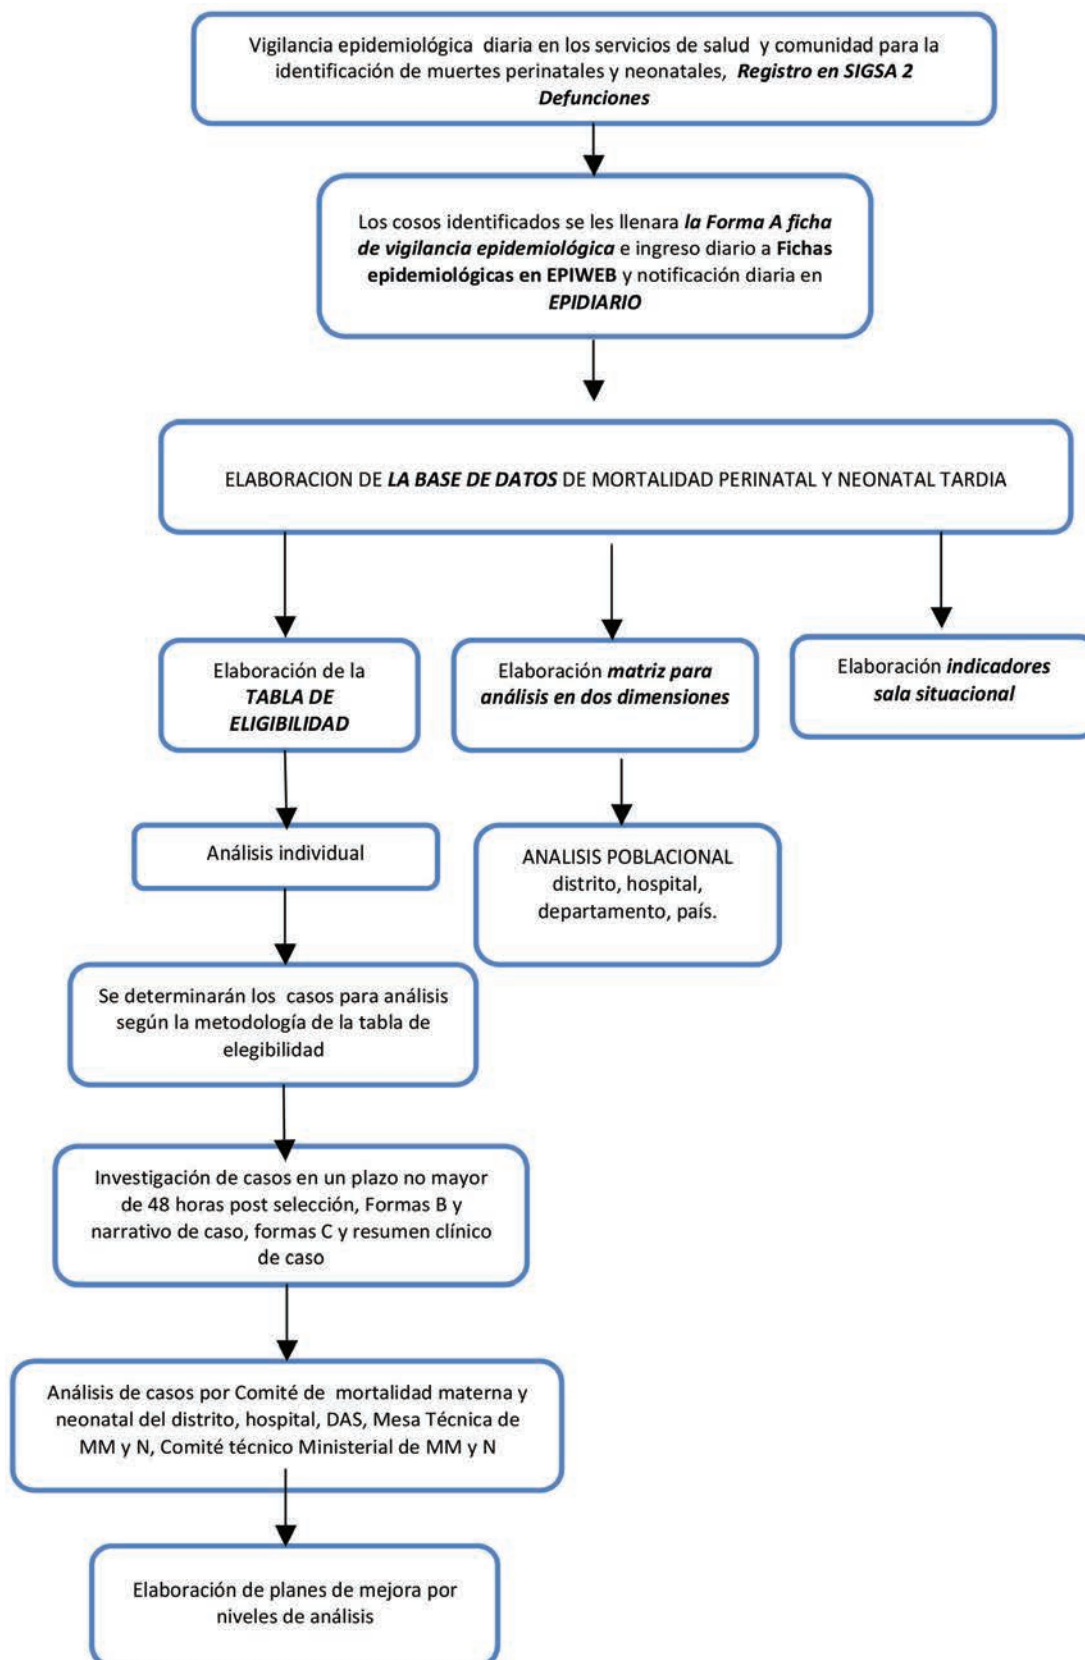 Vigilancia epidemiológica diaria en los servicios de salud y comunidad para la
identificación de muertes perinatales y neonatales, Registro en SIGSA 2
Defunciones
Los cosos identificados se les llenara la Forma A ficha
de vigilancia epidemiológica e ingreso diario a Fichas
epidemiológicas en EPIWEB y notificación diaria en
EPIDIARIO
ELABORACION DE LA BASE DE DATOS DE MORTALIDAD PERINATAL Y NEONATAL TARDIA
Elaboración de la
TABLA DE
ELIGIBILIDAD
Elaboración matriz para
análisis en dos dimensiones
Elaboración indicadores
sala situacional
Análisis individual
ANALISIS POBLACIONAL
distrito, hospital,
departamento, país.
Se determinarán los casos para análisis
según la metodología de la tabla de
elegibilidad
Investigación de casos en un plazo no mayor
de 48 horas post selección, Formas B y
narrativo de caso, formas C y resumen clínico
de caso
Análisis de casos por Comité de mortalidad materna y
neonatal del distrito, hospital, DAS, Mesa Técnica de
MM y N, Comité técnico Ministerial de MM y N
Elaboración de planes de mejora por
niveles de análisis